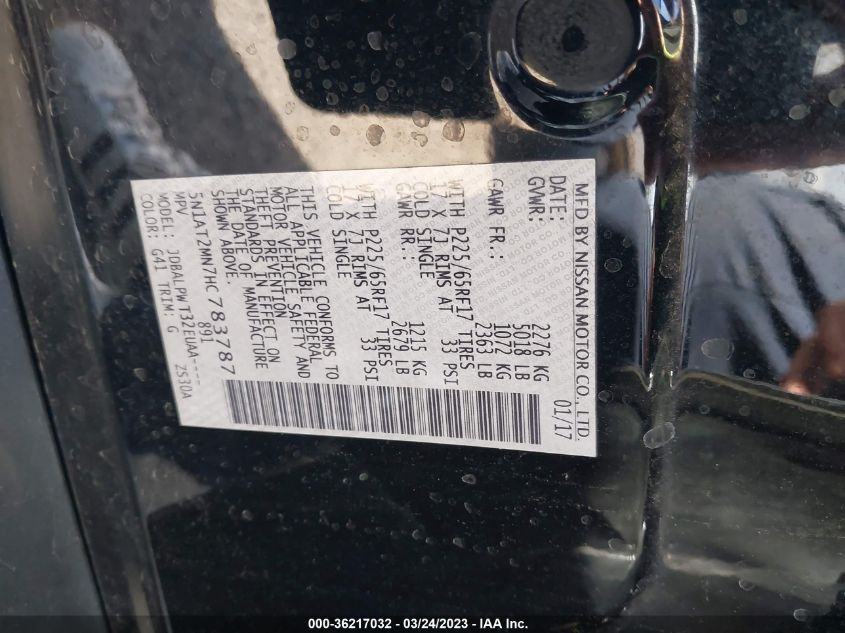 MFD BY NISSAN MOTOR CO., LTD.
DATE: 01/17
GVWR: 2276 KG
5018 LB
GAWR FR.: 1072 KG
2363 LB
WITH P225/65RF17 TIRES
17 X 7J RIMS AT 33 PSI
COLD SINGLE
GAWR RR.: 1215 KG
2679 LB
WITH P225/65RF17 TIRES
17 X 7J RIMS AT 33 PSI
COLD SINGLE
THIS VEHICLE CONFORMS TO
ALL APPLICABLE FEDERAL
MOTOR VEHICLE SAFETY AND
THEFT PREVENTION
STANDARDS IN EFFECT ON
THE DATE OF MANUFACTURE
SHOWN ABOVE.
5N1AT2MN7HC783787
MPV 891
MODEL: JDBALPWT32EUAA----
COLOR: G41 TRIM: G ZS30A
000-36217032 - 03/24/2023 - IAA Inc.